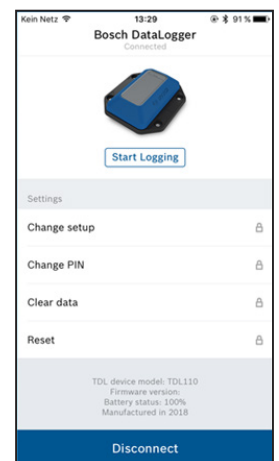 Kein Netz 13:29 91 %
Bosch DataLogger
Connected
Start Logging
Settings
Change setup
Change PIN
Clear data
Reset
TDL device model: TDL110
Firmware version:
Battery status: 100%
Manufactured in 2018
Disconnect